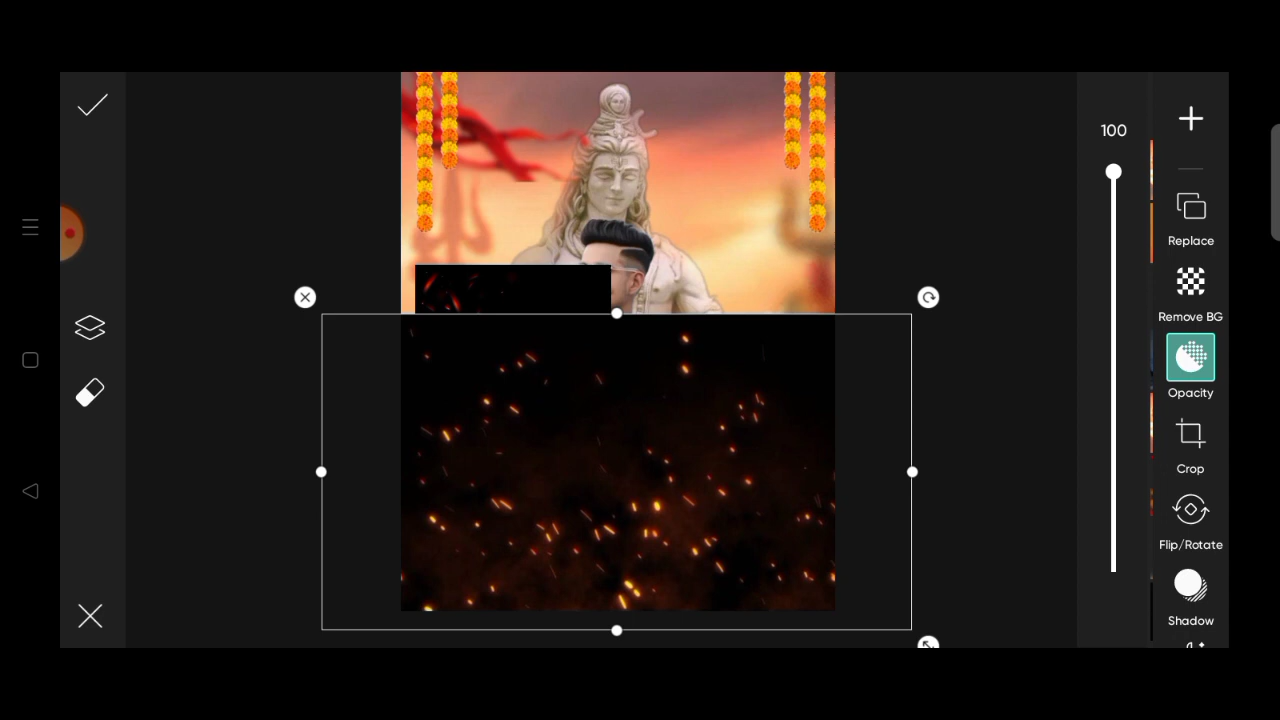 100
Replace
Remove BG
Opacity
Crop
Flip/Rotate
Shadow